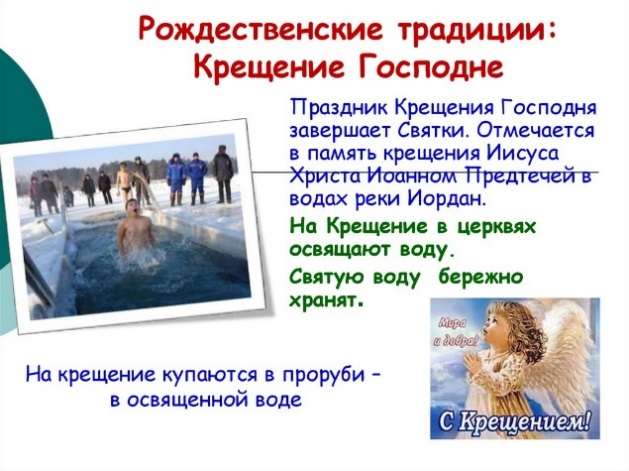 Рождественские традиции:
Крещение Господне
Праздник Крещения Господня
завершает Святки. Отмечается
в память крещения Иисуса
Христа Иоанном Предтечей в
водах реки Иордан.
На Крещение в церквях
освящают воду.
Святую воду бережно
хранят.
Мира
и добра!
С Крещением!
На крещение купаются в проруби –
в освященной воде